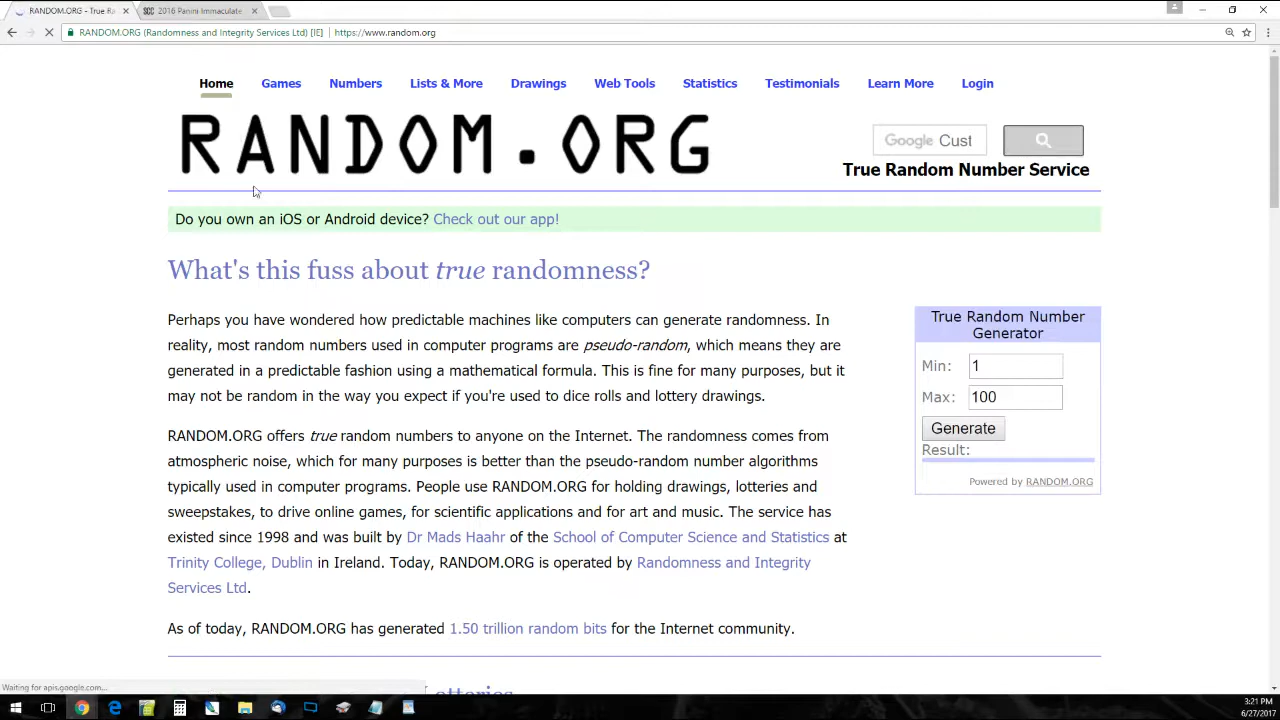 RANDOM.ORG - True Ra
2016 Panini Immaculate
RANDOM.ORG (Randomness and Integrity Services Ltd) [IE] https://www.random.org
Home Games Numbers Lists & More Drawings Web Tools Statistics Testimonials Learn More Login
RANDOM.ORG
Google Cust
True Random Number Service
Do you own an iOS or Android device? Check out our app!
What's this fuss about true randomness?
Perhaps you have wondered how predictable machines like computers can generate randomness. In
reality, most random numbers used in computer programs are pseudo-random, which means they are
generated in a predictable fashion using a mathematical formula. This is fine for many purposes, but it
may not be random in the way you expect if you're used to dice rolls and lottery drawings.
RANDOM.ORG offers true random numbers to anyone on the Internet. The randomness comes from
atmospheric noise, which for many purposes is better than the pseudo-random number algorithms
typically used in computer programs. People use RANDOM.ORG for holding drawings, lotteries and
sweepstakes, to drive online games, for scientific applications and for art and music. The service has
existed since 1998 and was built by Dr Mads Haahr of the School of Computer Science and Statistics at
Trinity College, Dublin in Ireland. Today, RANDOM.ORG is operated by Randomness and Integrity
Services Ltd.
As of today, RANDOM.ORG has generated 1.50 trillion random bits for the Internet community.
True Random Number
Generator
Min: 1
Max: 100
Generate
Result:
Powered by RANDOM.ORG
Waiting for apis.google.com...
3:21 PM
6/27/2017